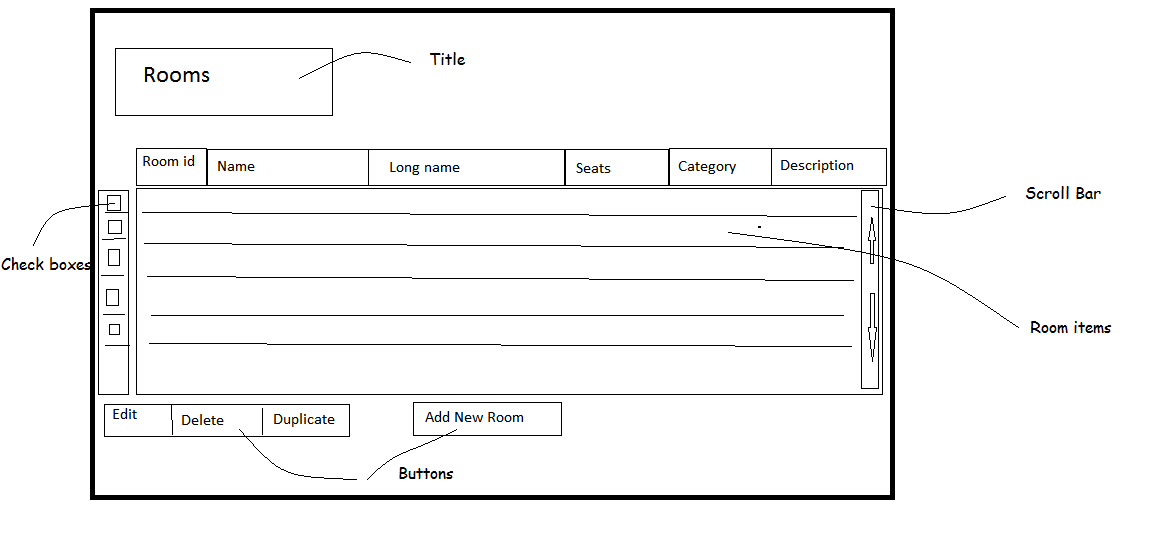 Title
Rooms
Room id
Name
Long name
Seats
Category
Description
Scroll Bar
Check boxes
Room items
Edit
Delete
Duplicate
Add New Room
Buttons